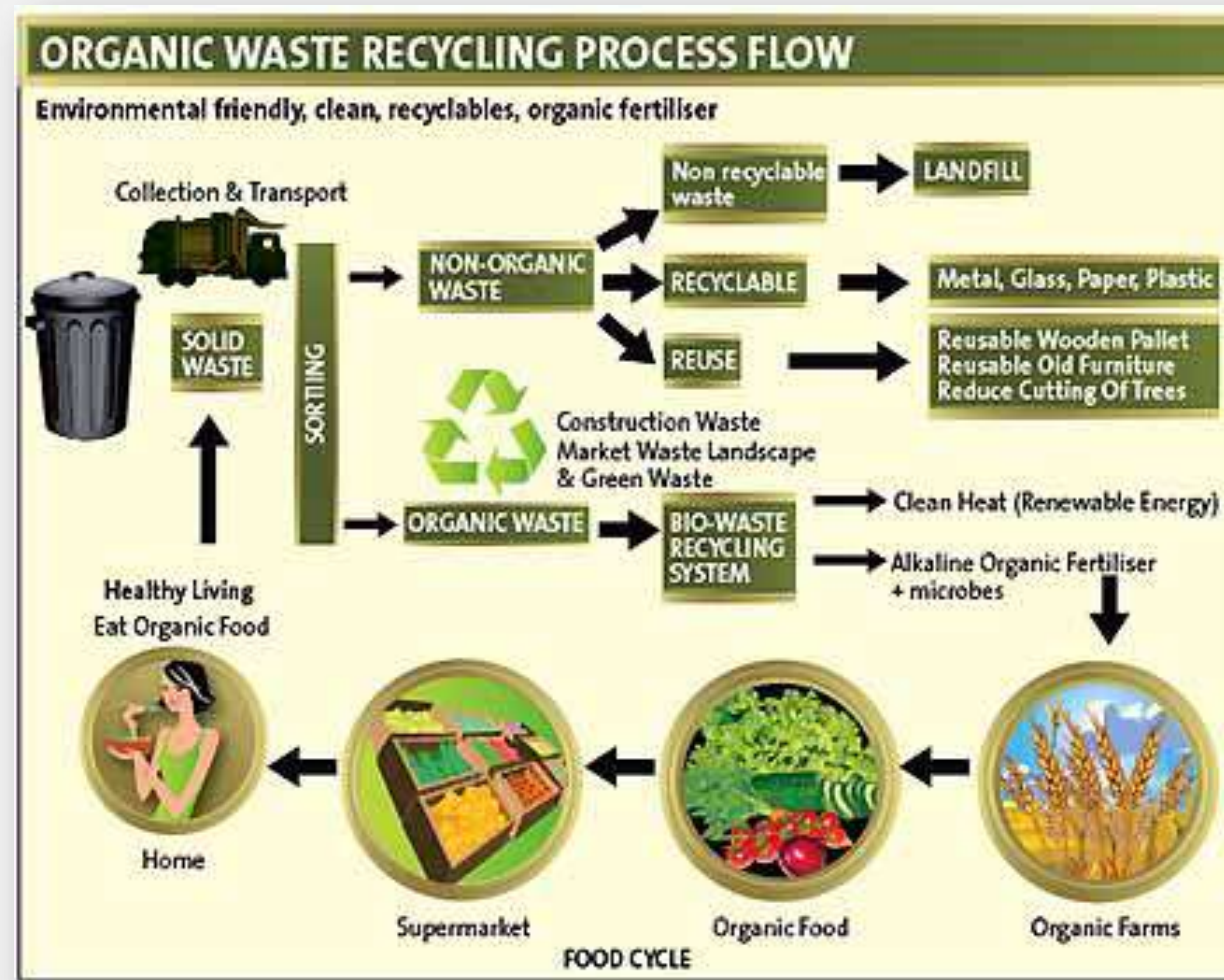 ORGANIC WASTE RECYCLING PROCESS FLOW
Environmental friendly, clean, recyclables, organic fertiliser
Collection & Transport
SOLID
WASTE
SORTING
NON-ORGANIC
WASTE
Non recyclable
waste
LANDFILL
RECYCLABLE
Metal, Glass, Paper, Plastic
REUSE
Reusable Wooden Pallet
Reusable Old Furniture
Reduce Cutting Of Trees
Construction Waste
Market Waste Landscape
& Green Waste
ORGANIC WASTE
BIO-WASTE
RECYCLING
SYSTEM
Clean Heat (Renewable Energy)
Alkaline Organic Fertiliser
+ microbes
Healthy Living
Eat Organic Food
Home
Supermarket
Organic Food
Organic Farms
FOOD CYCLE